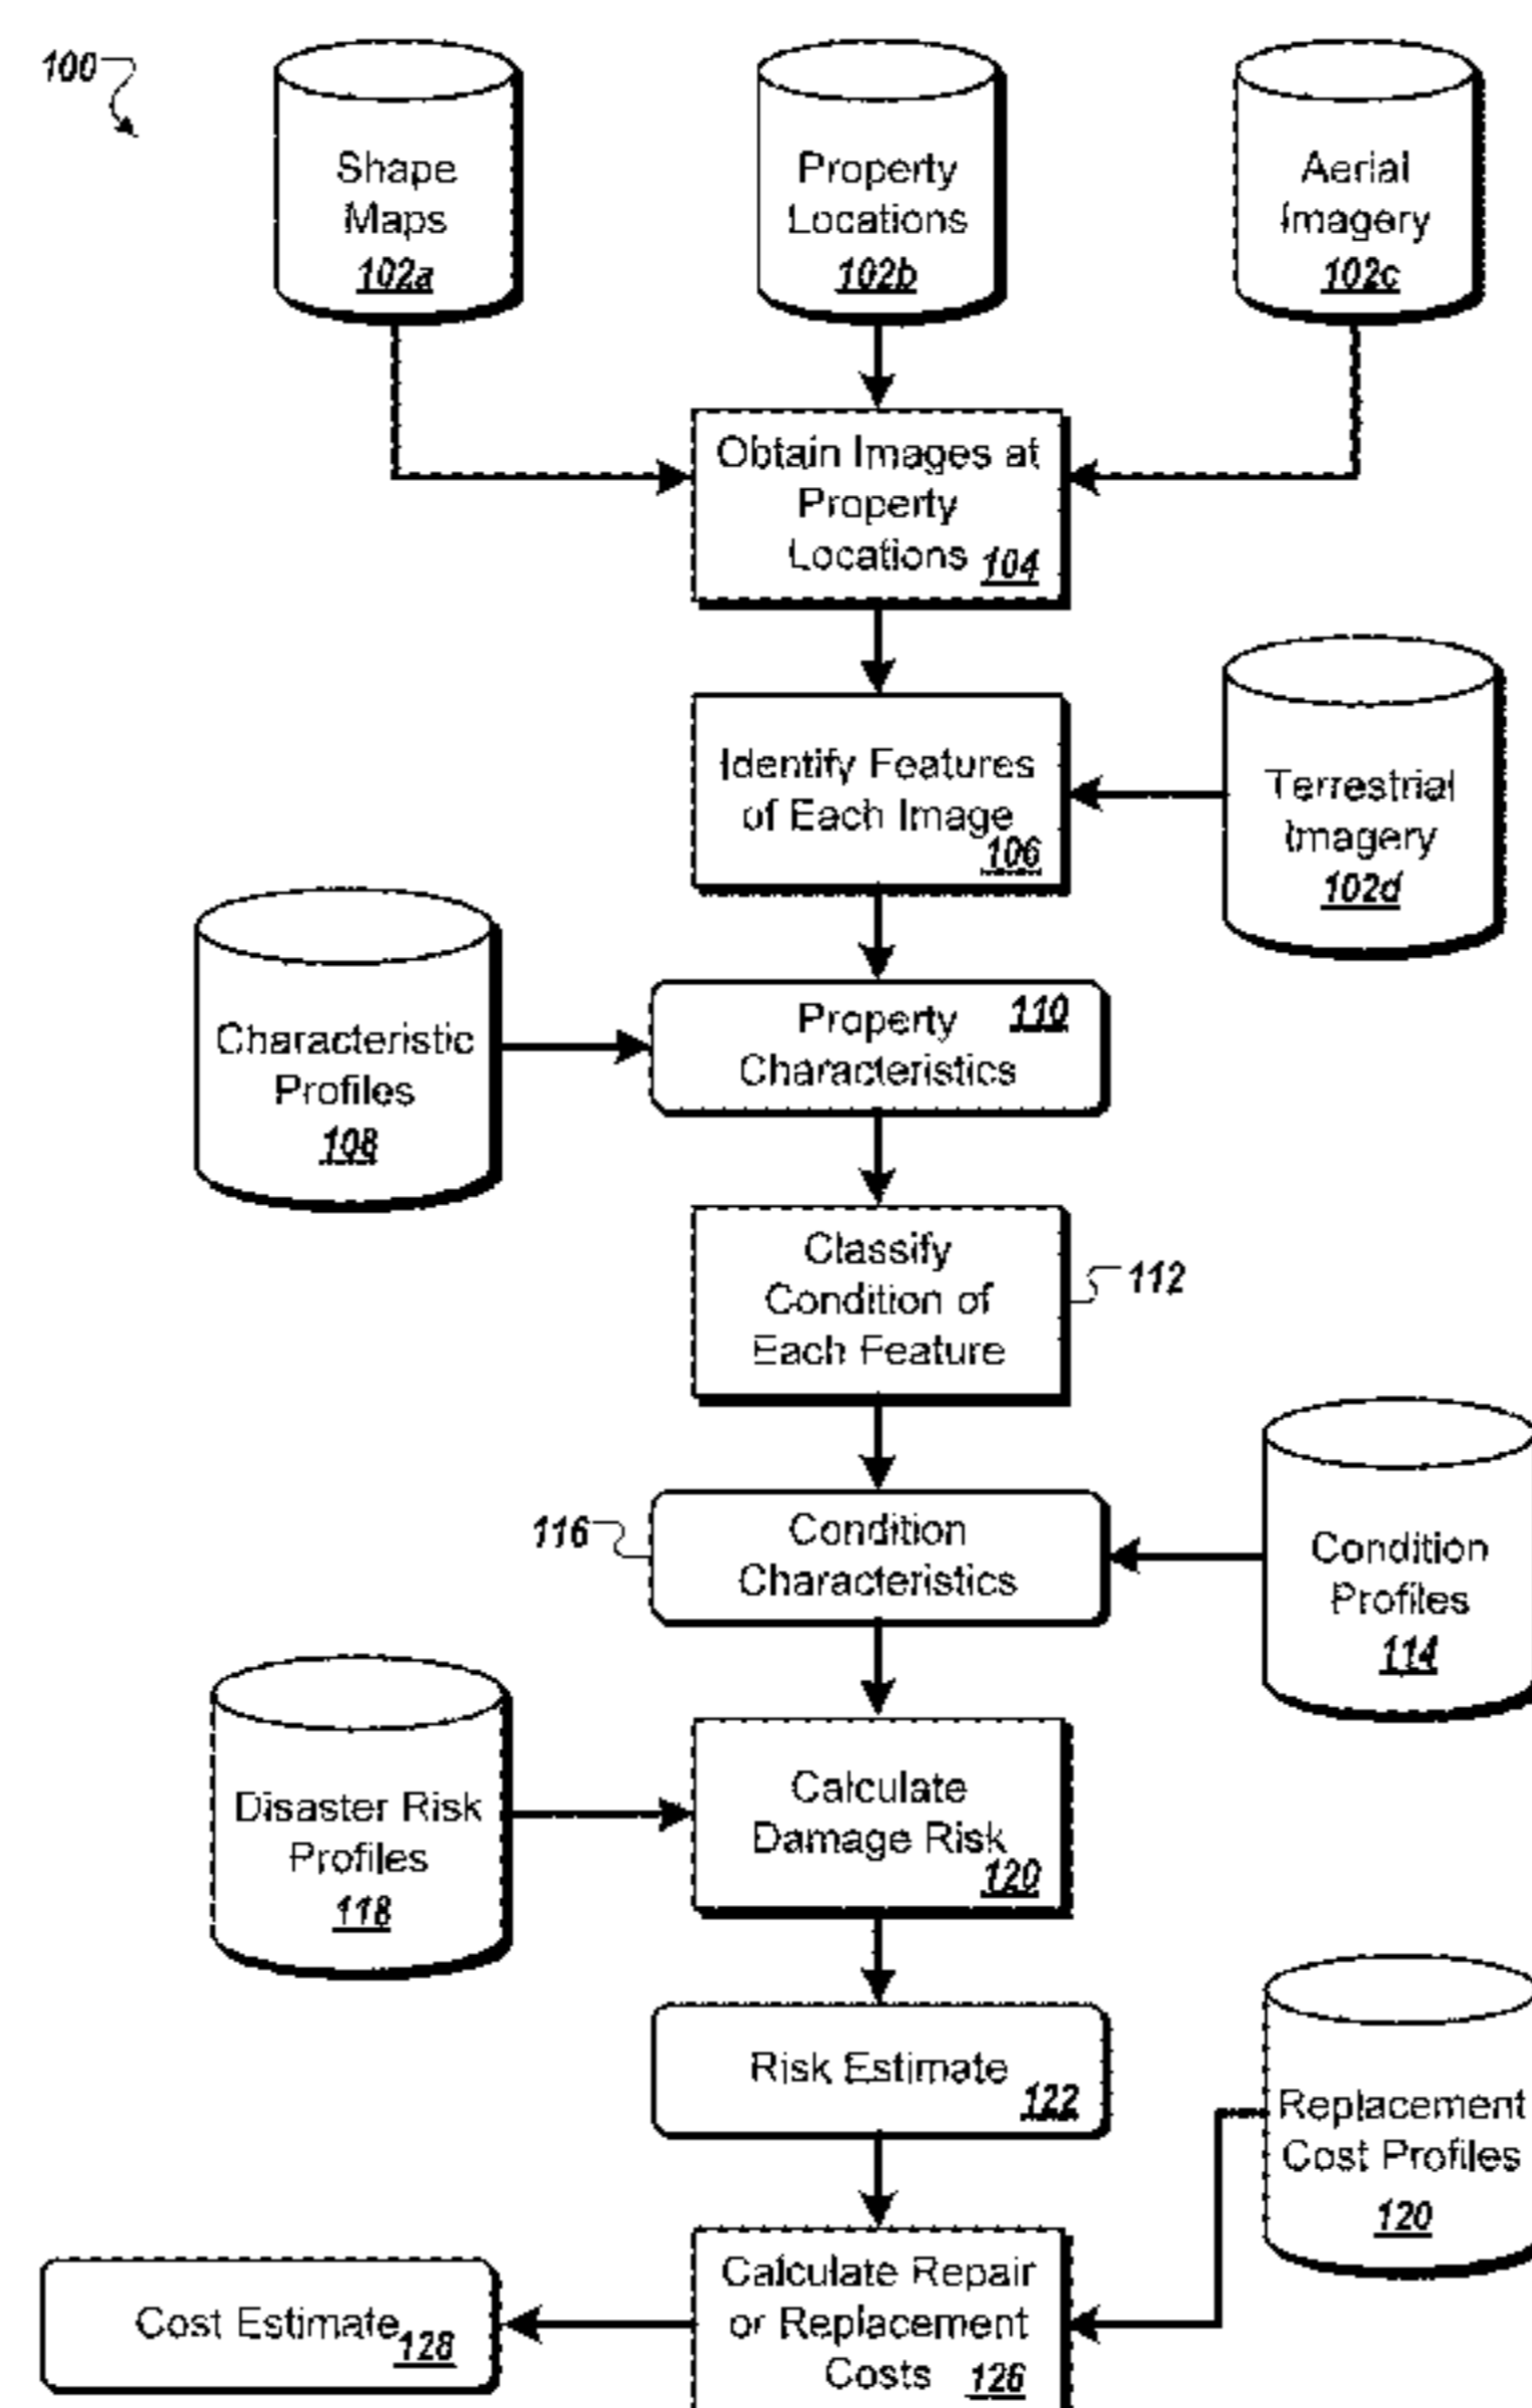 100
Shape
Maps
102a
Property
Locations
102b
Aerial
Imagery
102c
Obtain Images at
Property
Locations 104
Identify Features
of Each Image
106
Terrestrial
Imagery
102d
Characteristic
Profiles
108
Property 110
Characteristics
Classify
Condition of
Each Feature
112
116
Condition
Characteristics
Condition
Profiles
114
Disaster Risk
Profiles
118
Calculate
Damage Risk
120
Risk Estimate
122
Replacement
Cost Profiles
120
Calculate Repair
or Replacement
Costs 126
Cost Estimate
128